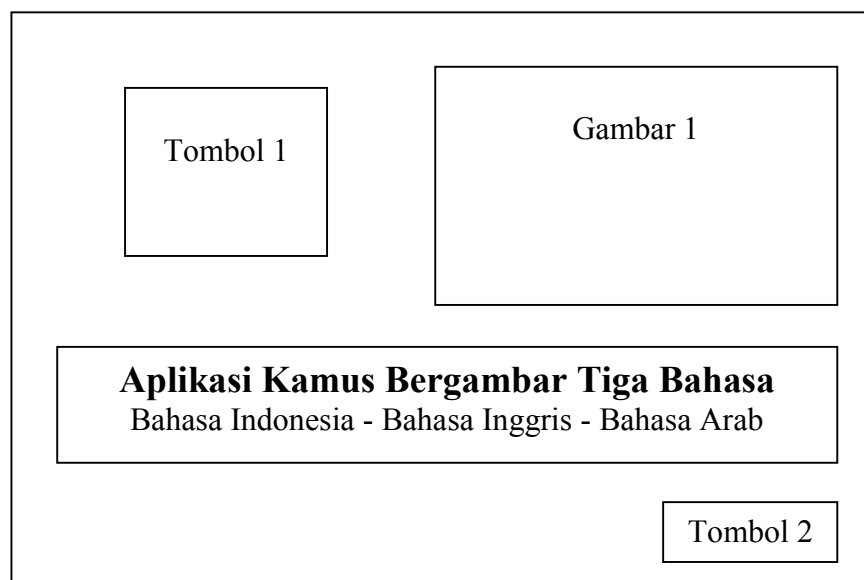 Tombol 1
Gambar 1
Aplikasi Kamus Bergambar Tiga Bahasa
Bahasa Indonesia - Bahasa Inggris - Bahasa Arab
Tombol 2